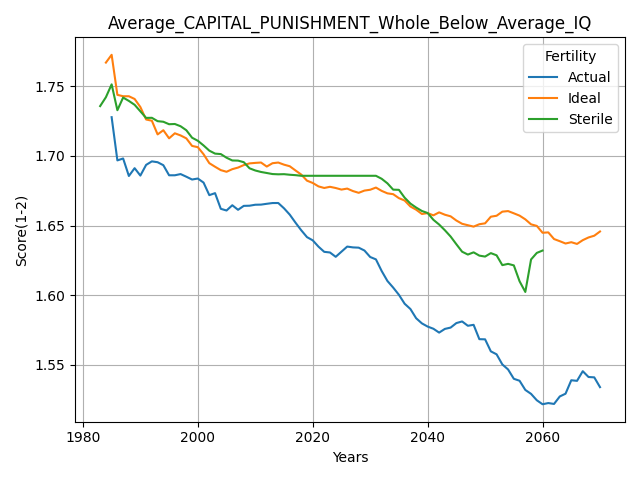 Average_CAPITAL_PUNISHMENT_Whole_Below_Average_IQ
Fertility
Actual
Ideal
Sterile
Score(1-2)
1.75
1.70
1.65
1.60
1.55
1980
2000
2020
2040
2060
Years